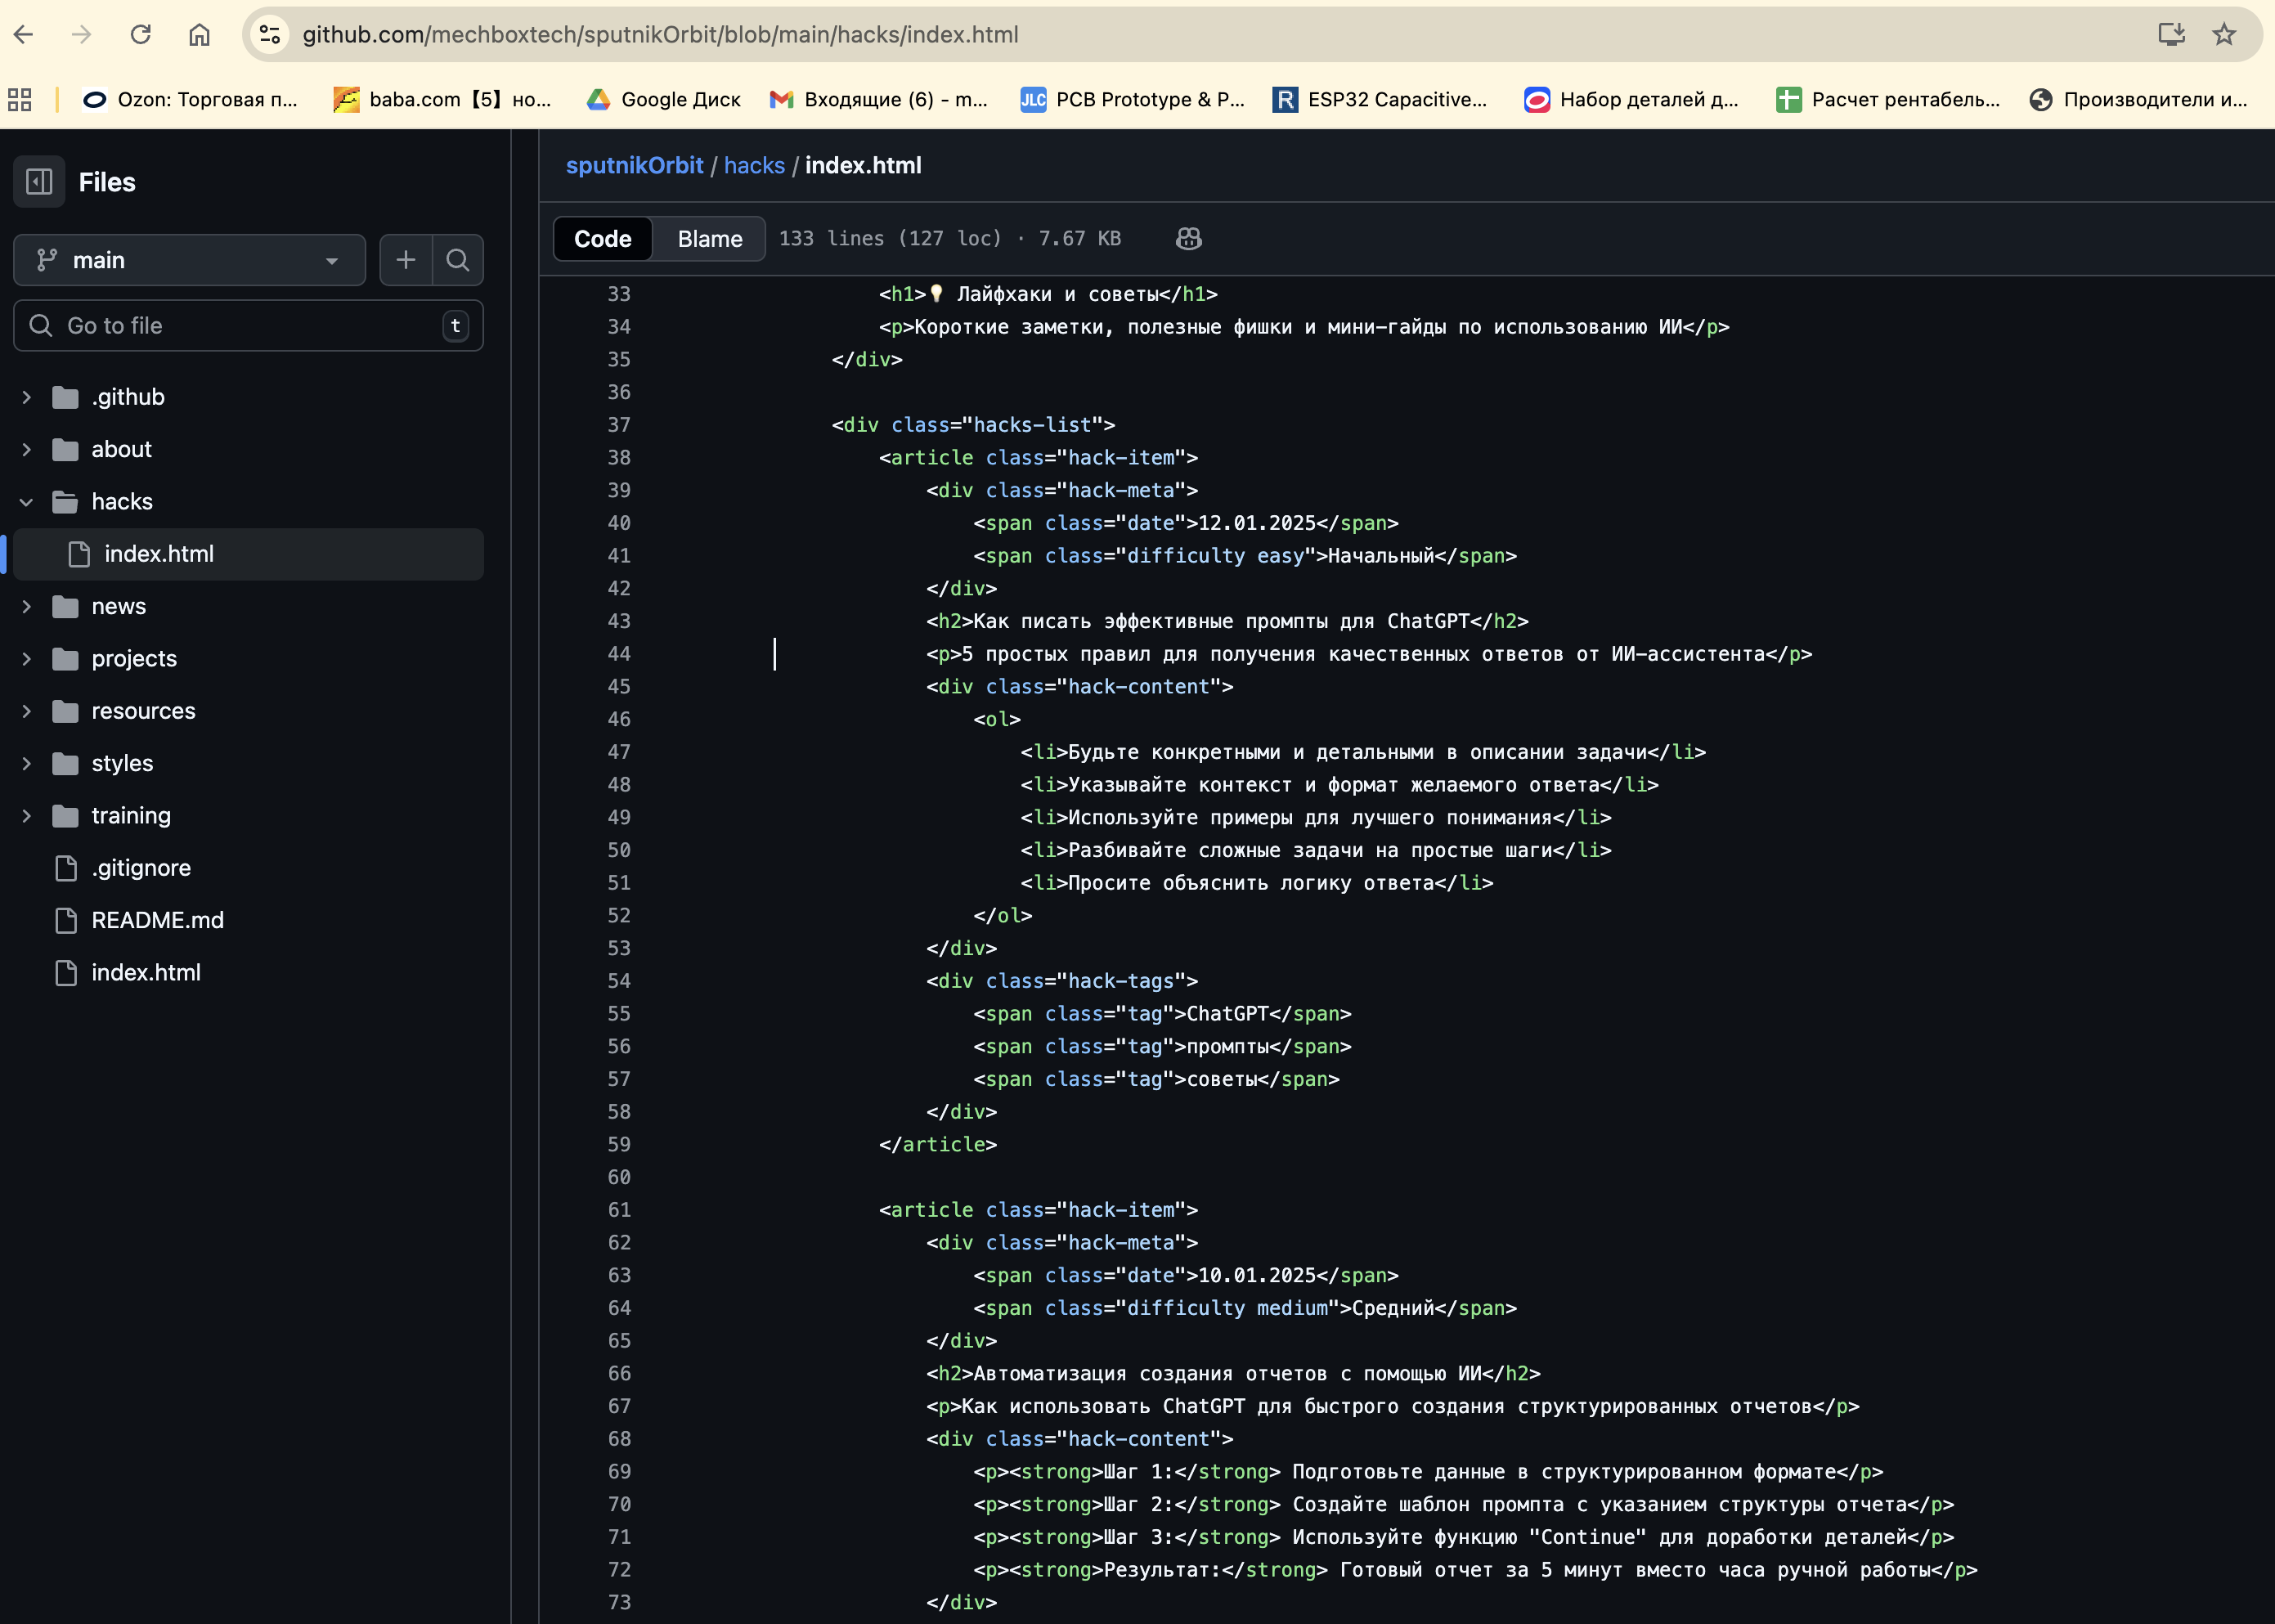 github.com/mechboxtech/sputnikOrbit/blob/main/hacks/index.html
Ozon: Торговая п...
baba.com【5】но...
Google Диск
Входящие (6) - m...
JLC PCB Prototype & P...
R ESP32 Capacitive...
Набор деталей д...
Расчет рентабель...
Производители и...
Files
main
Go to file
t
.github
about
hacks
index.html
news
projects
resources
styles
training
.gitignore
README.md
index.html
sputnikOrbit / hacks / index.html
Code
Blame
133 lines (127 loc) · 7.67 KB
33 <h1>💡 Лайфхаки и советы</h1>
34 <p>Короткие заметки, полезные фишки и мини-гайды по использованию ИИ</p>
35 </div>
36
37 <div class="hacks-list">
38 <article class="hack-item">
39 <div class="hack-meta">
40 <span class="date">12.01.2025</span>
41 <span class="difficulty easy">Начальный</span>
42 </div>
43 <h2>Как писать эффективные промпты для ChatGPT</h2>
44 <p>5 простых правил для получения качественных ответов от ИИ-ассистента</p>
45 <div class="hack-content">
46 <ol>
47 <li>Будьте конкретными и детальными в описании задачи</li>
48 <li>Указывайте контекст и формат желаемого ответа</li>
49 <li>Используйте примеры для лучшего понимания</li>
50 <li>Разбивайте сложные задачи на простые шаги</li>
51 <li>Просите объяснить логику ответа</li>
52 </ol>
53 </div>
54 <div class="hack-tags">
55 <span class="tag">ChatGPT</span>
56 <span class="tag">промпты</span>
57 <span class="tag">советы</span>
58 </div>
59 </article>
60
61 <article class="hack-item">
62 <div class="hack-meta">
63 <span class="date">10.01.2025</span>
64 <span class="difficulty medium">Средний</span>
65 </div>
66 <h2>Автоматизация создания отчетов с помощью ИИ</h2>
67 <p>Как использовать ChatGPT для быстрого создания структурированных отчетов</p>
68 <div class="hack-content">
69 <p><strong>Шаг 1:</strong> Подготовьте данные в структурированном формате</p>
70 <p><strong>Шаг 2:</strong> Создайте шаблон промпта с указанием структуры отчета</p>
71 <p><strong>Шаг 3:</strong> Используйте функцию "Continue" для доработки деталей</p>
72 <p><strong>Результат:</strong> Готовый отчет за 5 минут вместо часа ручной работы</p>
73 </div>